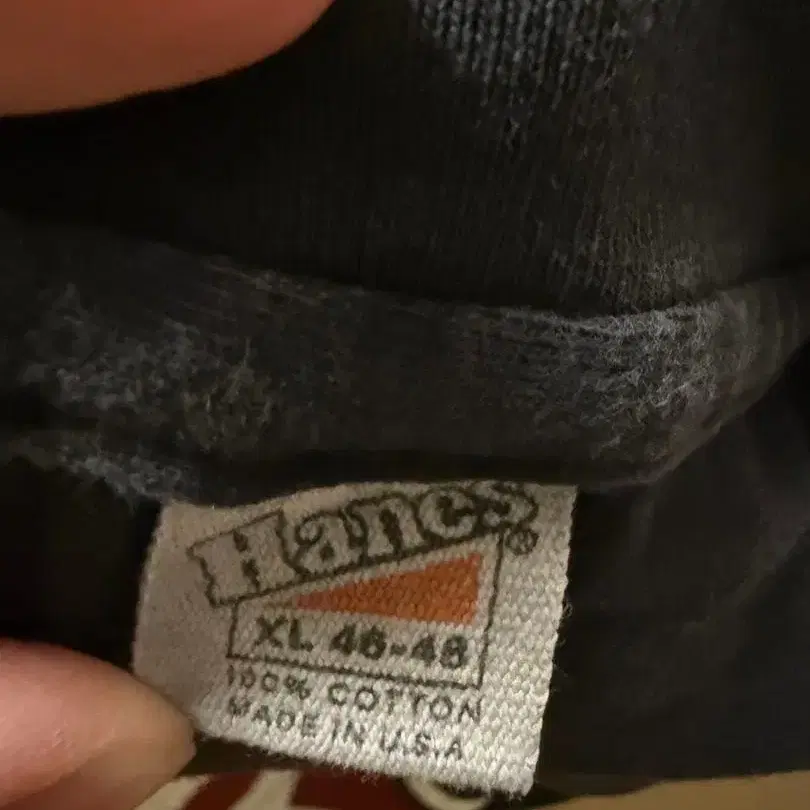 Hanes®
XL 46-48
100% COTTON
MADE IN U.S.A